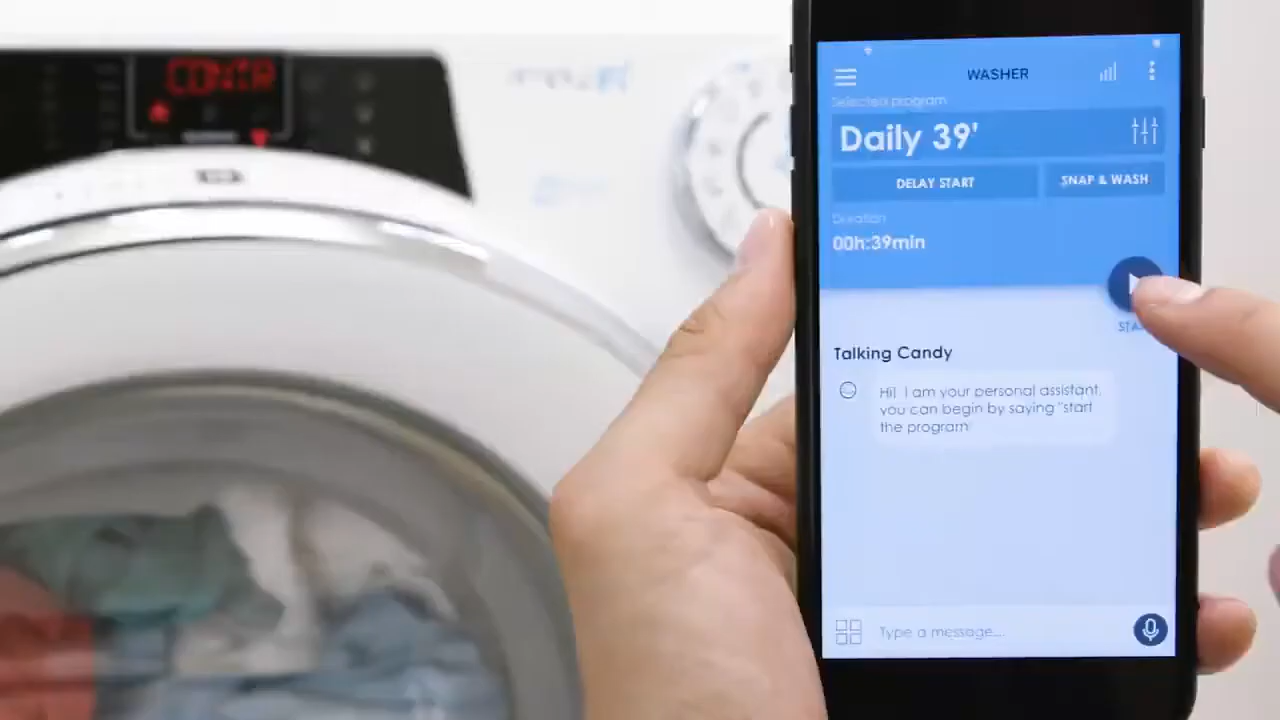 WASHER
Selected program
Daily 39'
DELAY START
SNAP & WASH
Duration
00h:39min
Talking Candy
Hi! I am your personal assistant,
you can begin by saying "start
the program
Type a message...